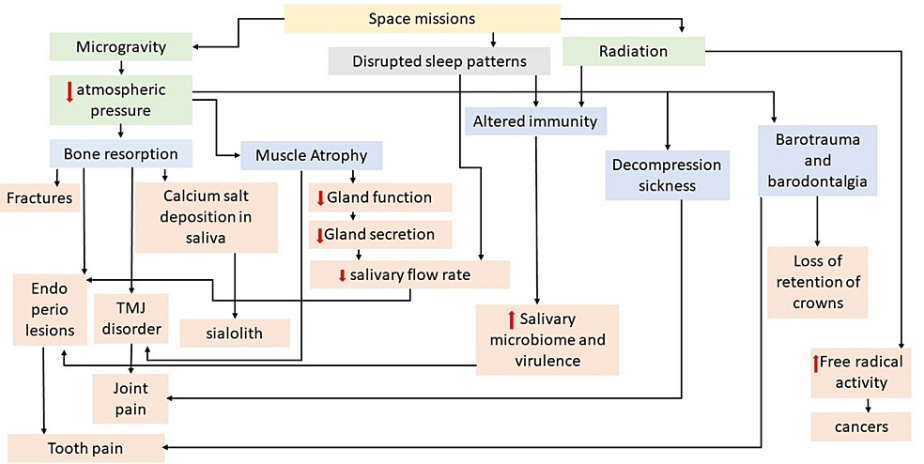 Space missions
Microgravity
Disrupted sleep patterns
Radiation
atmospheric
pressure
Altered immunity
Bone resorption
Muscle Atrophy
Decompression
sickness
Barotrauma
and
barodontalgia
Fractures
Calcium salt
deposition in
saliva
Gland function
Gland secretion
salivary flow rate
Loss of
retention of
crowns
Endo
perio
lesions
TMJ
disorder
sialolith
Salivary
microbiome and
virulence
Joint
pain
Free radical
activity
cancers
Tooth pain